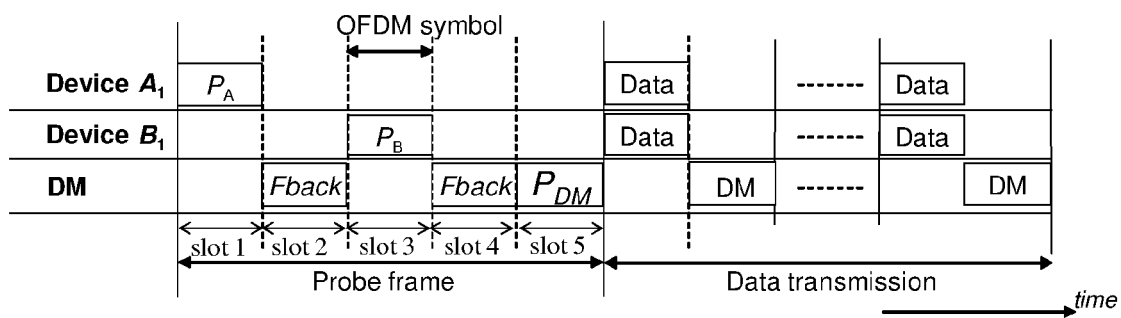 OFDM symbol
Device A1 PA Data Data
Device B1 PB Data Data
DM Fback Fback PDM DM DM
slot 1 slot 2 slot 3 slot 4 slot 5
Probe frame Data transmission
time